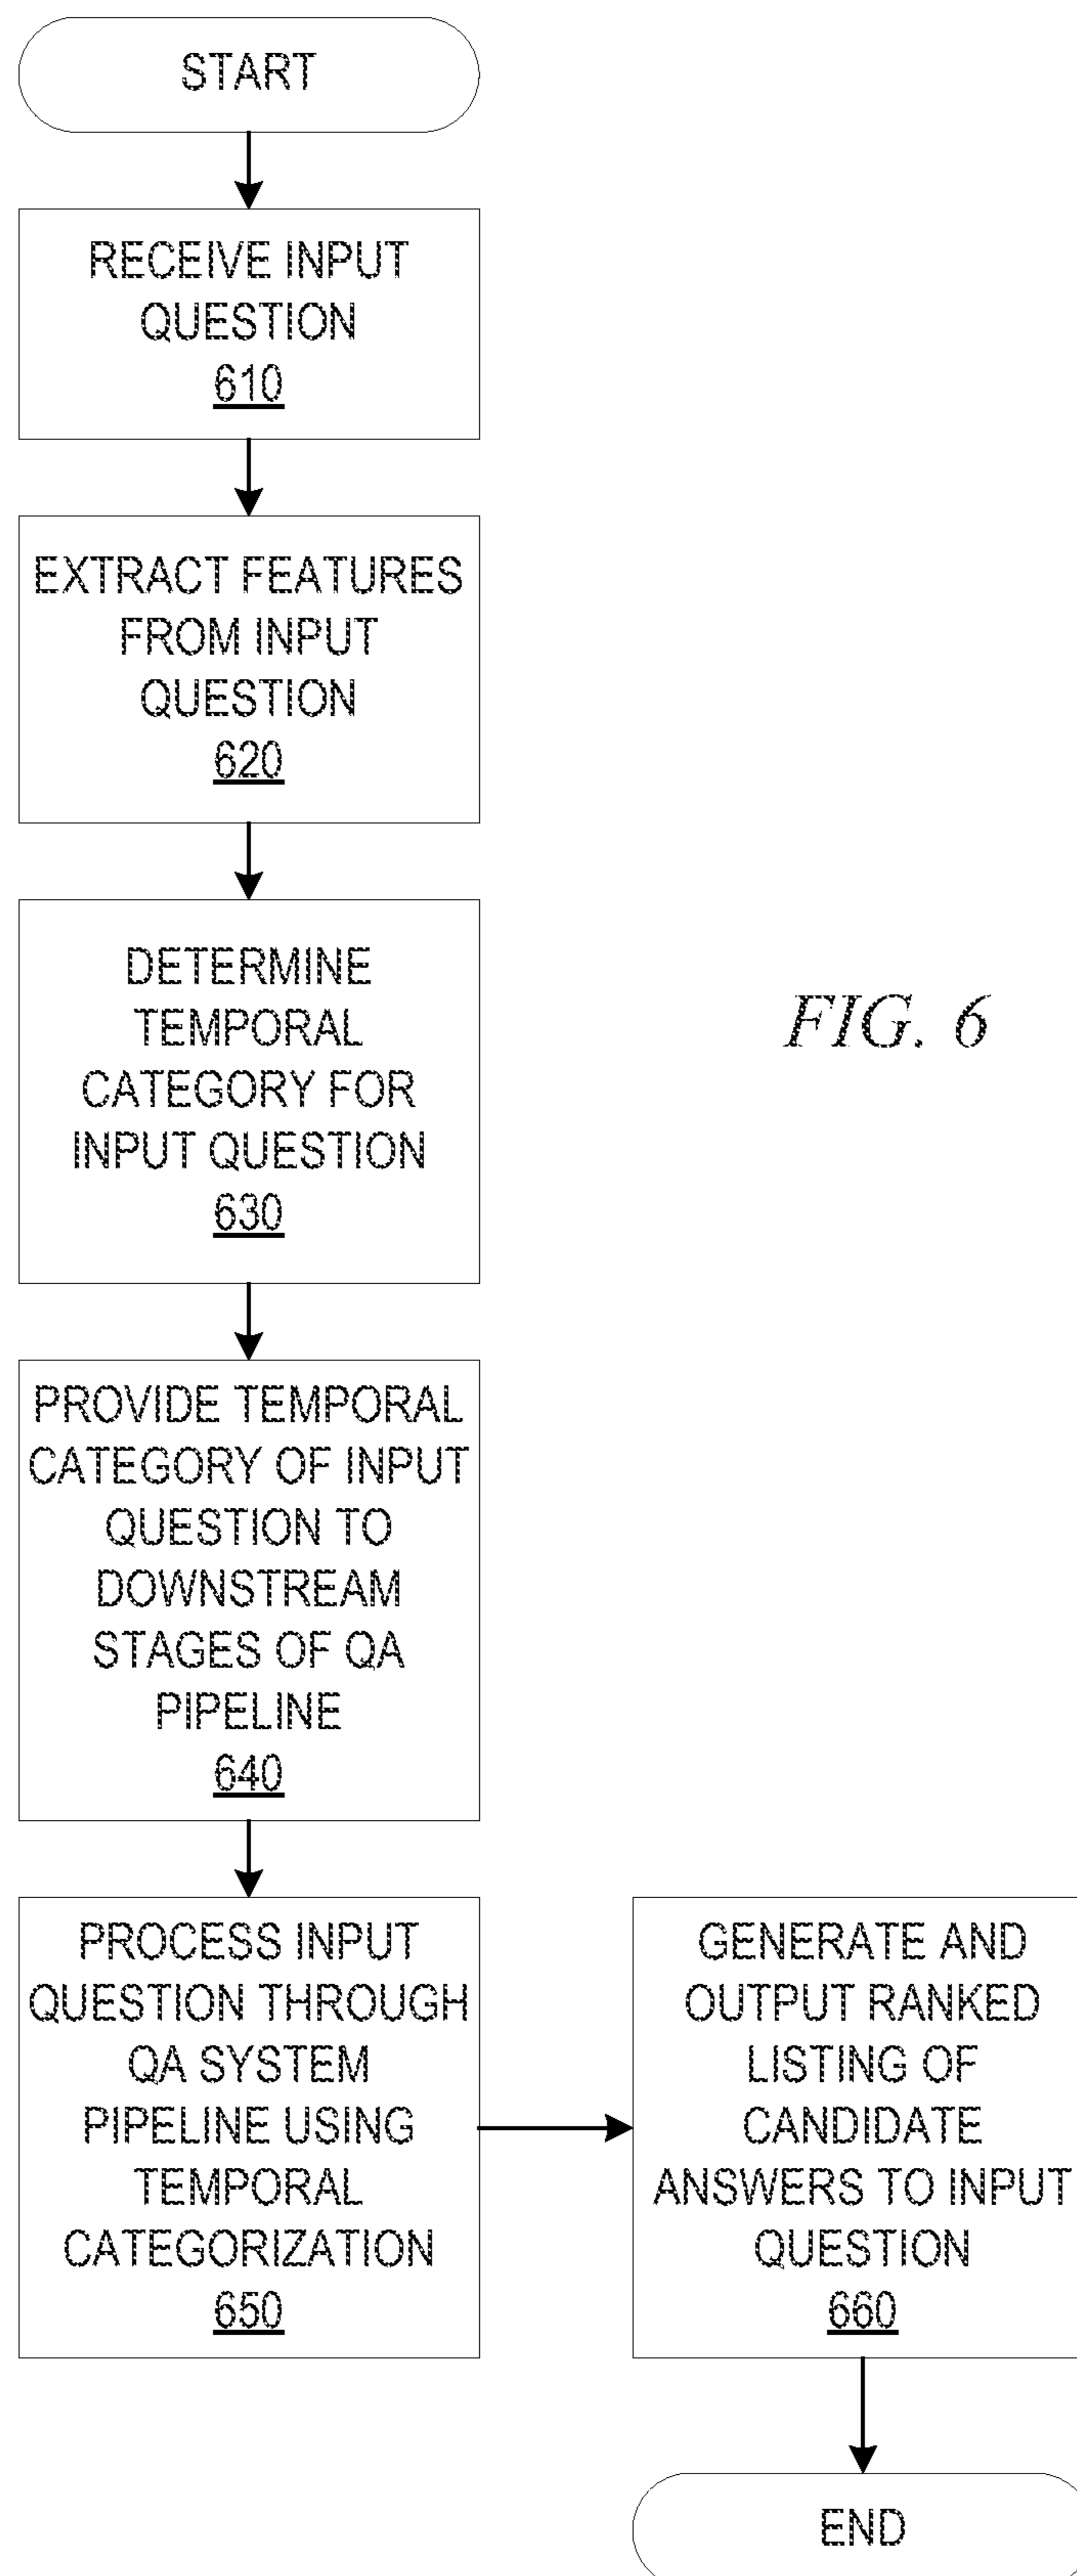 START
RECEIVE INPUT
QUESTION
610
EXTRACT FEATURES
FROM INPUT
QUESTION
620
DETERMINE
TEMPORAL
CATEGORY FOR
INPUT QUESTION
630
FIG. 6
PROVIDE TEMPORAL
CATEGORY OF INPUT
QUESTION TO
DOWNSTREAM
STAGES OF QA
PIPELINE
640
PROCESS INPUT
QUESTION THROUGH
QA SYSTEM
PIPELINE USING
TEMPORAL
CATEGORIZATION
650
GENERATE AND
OUTPUT RANKED
LISTING OF
CANDIDATE
ANSWERS TO INPUT
QUESTION
660
END